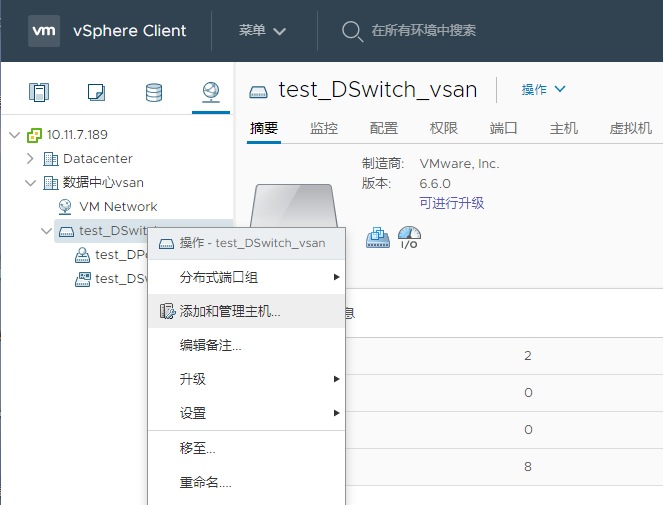 vm vSphere Client 菜单 在所有环境中搜索
test_DSwitch_vsan 操作
摘要 监控 配置 权限 端口 主机 虚拟机
制造商: VMware, Inc.
版本: 6.6.0
可进行升级
I/O
10.11.7.189
Datacenter
数据中心vsan
VM Network
test_DSwit
test_DPo
test_DSw
操作 - test_DSwitch_vsan
分布式端口组
添加和管理主机...
编辑备注...
升级
设置
移至...
重命名....
息
2
0
0
8